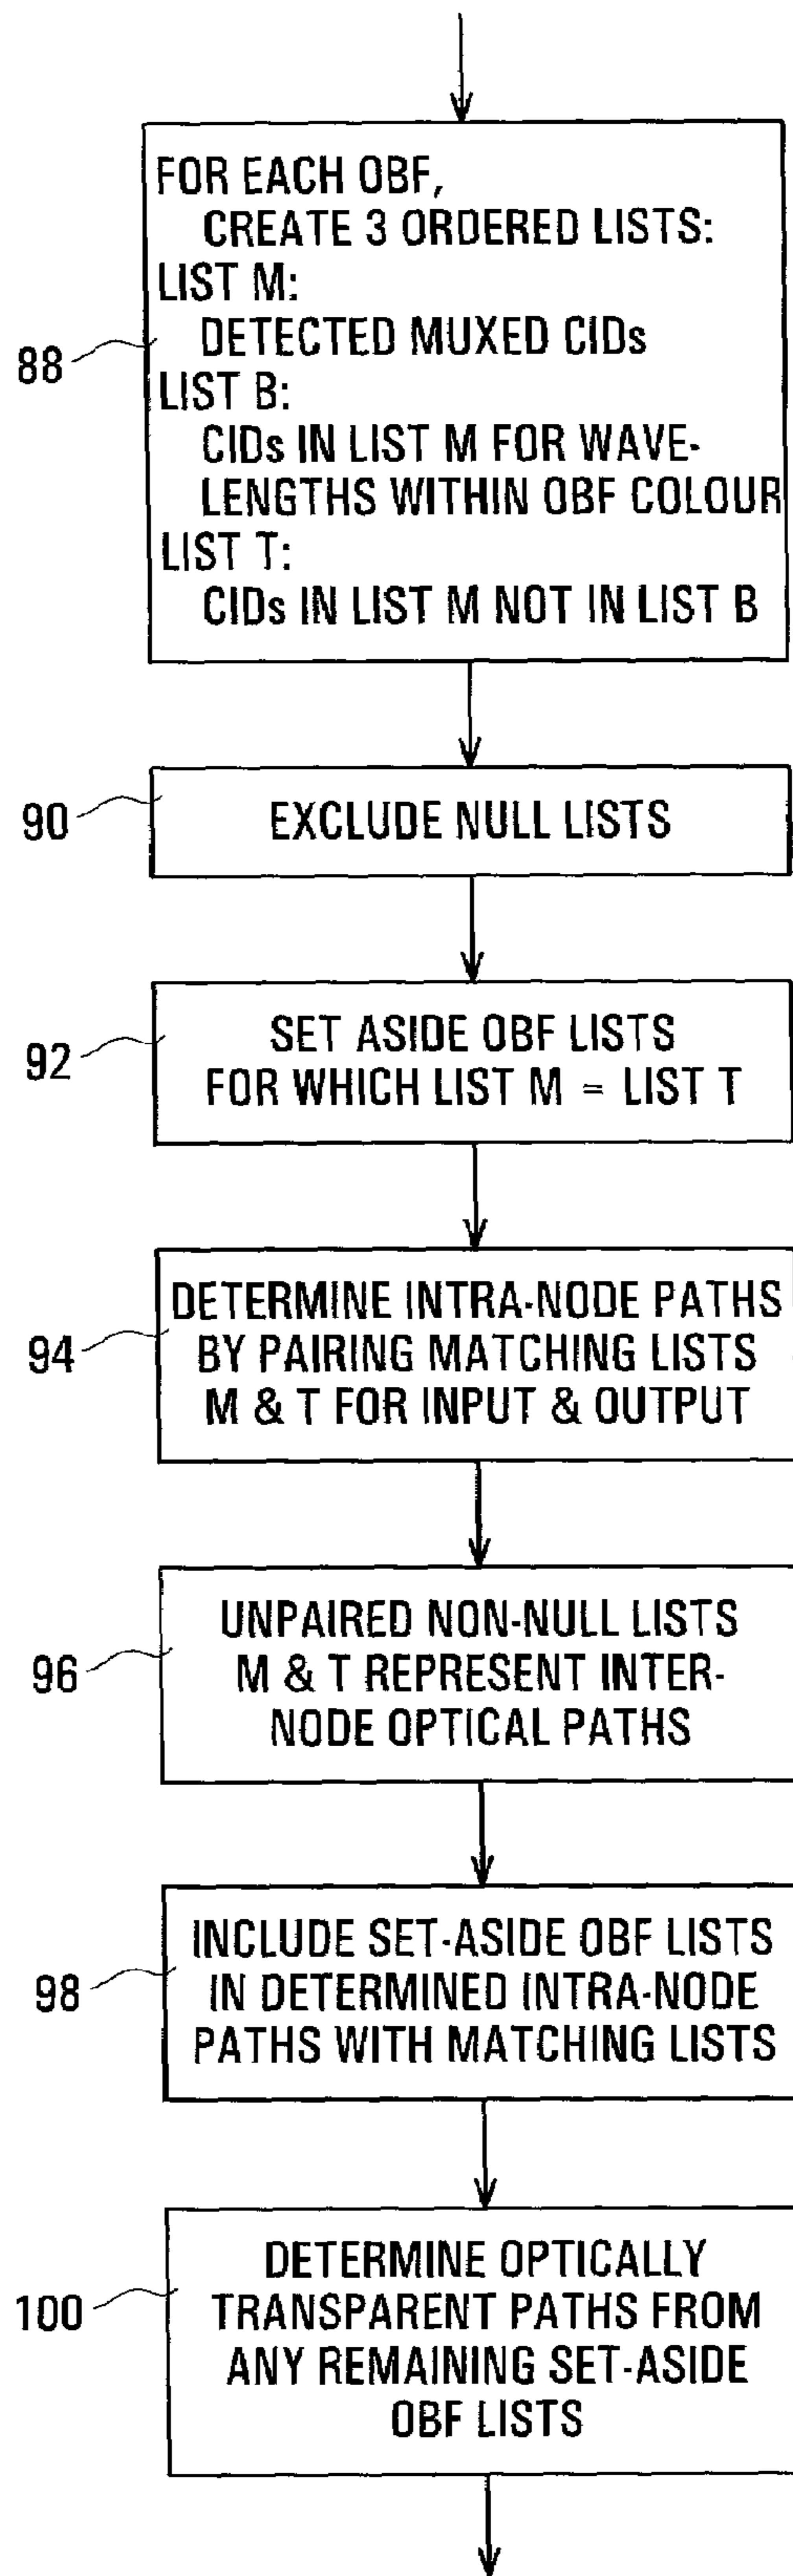 FOR EACH OBF,
CREATE 3 ORDERED LISTS:
LIST M:
DETECTED MUXED CIDs
LIST B:
CIDs IN LIST M FOR WAVE-
LENGTHS WITHIN OBF COLOUR
LIST T:
CIDs IN LIST M NOT IN LIST B
88
EXCLUDE NULL LISTS
90
SET ASIDE OBF LISTS
FOR WHICH LIST M = LIST T
92
DETERMINE INTRA-NODE PATHS
BY PAIRING MATCHING LISTS
M & T FOR INPUT & OUTPUT
94
UNPAIRED NON-NULL LISTS
M & T REPRESENT INTER-
NODE OPTICAL PATHS
96
INCLUDE SET-ASIDE OBF LISTS
IN DETERMINED INTRA-NODE
PATHS WITH MATCHING LISTS
98
DETERMINE OPTICALLY
TRANSPARENT PATHS FROM
ANY REMAINING SET-ASIDE
OBF LISTS
100